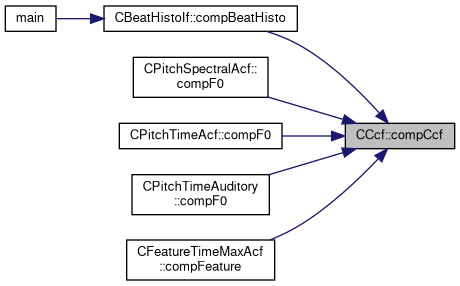 main
CBeatHistoIf::compBeatHisto
CPitchSpectralAcf::
compF0
CPitchTimeAcf::compF0
CCcf::compCcf
CPitchTimeAuditory
::compF0
CFeatureTimeMaxAcf
::compFeature